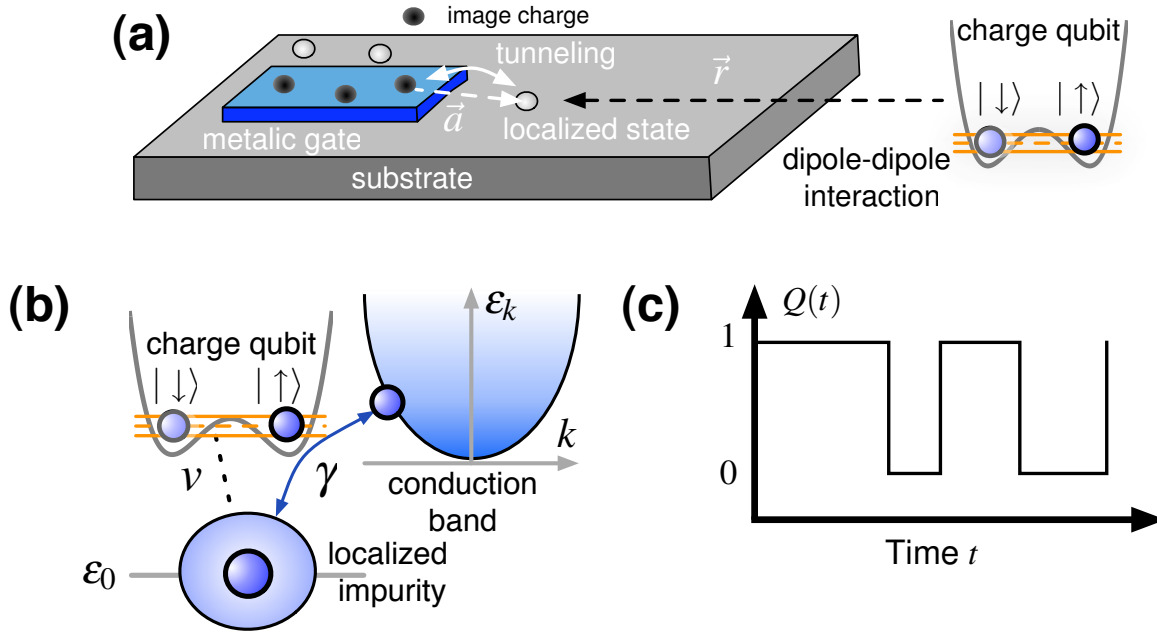 (a)
image charge
tunneling
a⃗
r⃗
metalic gate
localized state
substrate
charge qubit
|↓⟩ |↑⟩
dipole-dipole
interaction
(b)
charge qubit
|↓⟩ |↑⟩
ν
γ
ε_k
k
conduction
band
ε_0
localized
impurity
(c)
Q(t)
1
0
Time t